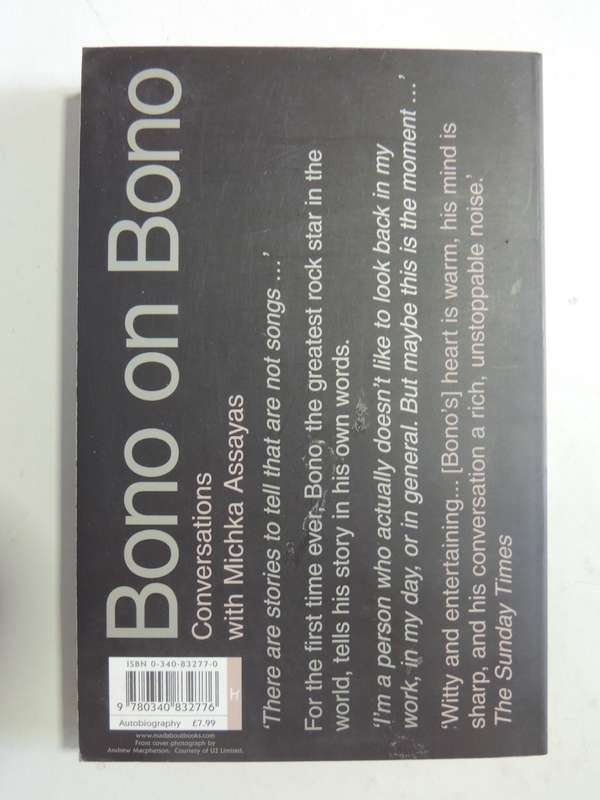 Bono on Bono
Conversations
with Michka Assayas
‘There are stories to tell that are not songs …’
For the first time ever, Bono, the greatest rock star in the
world, tells his story in his own words.
‘I’m a person who actually doesn’t like to look back in my
work, in my day, or in general. But maybe this is the moment …’
‘Witty and entertaining... [Bono’s] heart is warm, his mind is
sharp, and his conversation a rich, unstoppable noise.’
The Sunday Times
ISBN 0-340-83277-0
9 780340 832776
H
Autobiography £7.99
www.madaboutbooks.com
Front cover photograph by
Andrew Macpherson. Courtesy of U2 Limited.